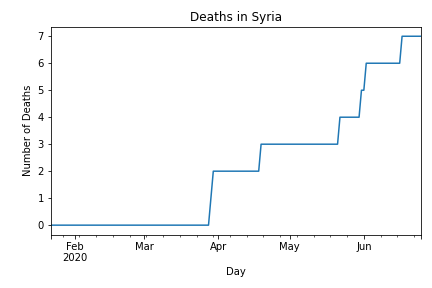 Deaths in Syria
7
6
5
4
3
2
1
0
Number of Deaths
Feb
2020
Mar
Apr
May
Jun
Day